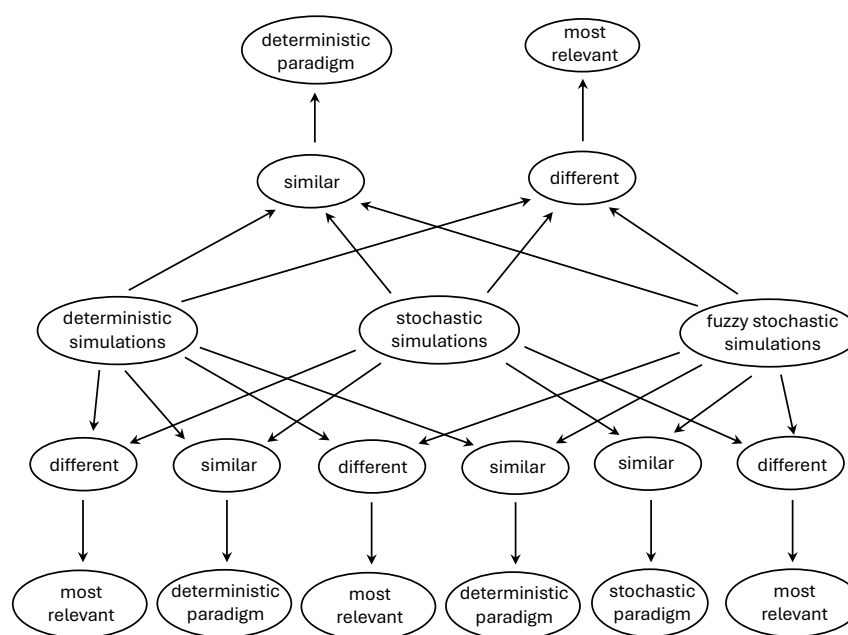 deterministic
paradigm
most
relevant
similar
different
deterministic
simulations
stochastic
simulations
fuzzy stochastic
simulations
different
similar
different
similar
similar
different
most
relevant
deterministic
paradigm
most
relevant
deterministic
paradigm
stochastic
paradigm
most
relevant